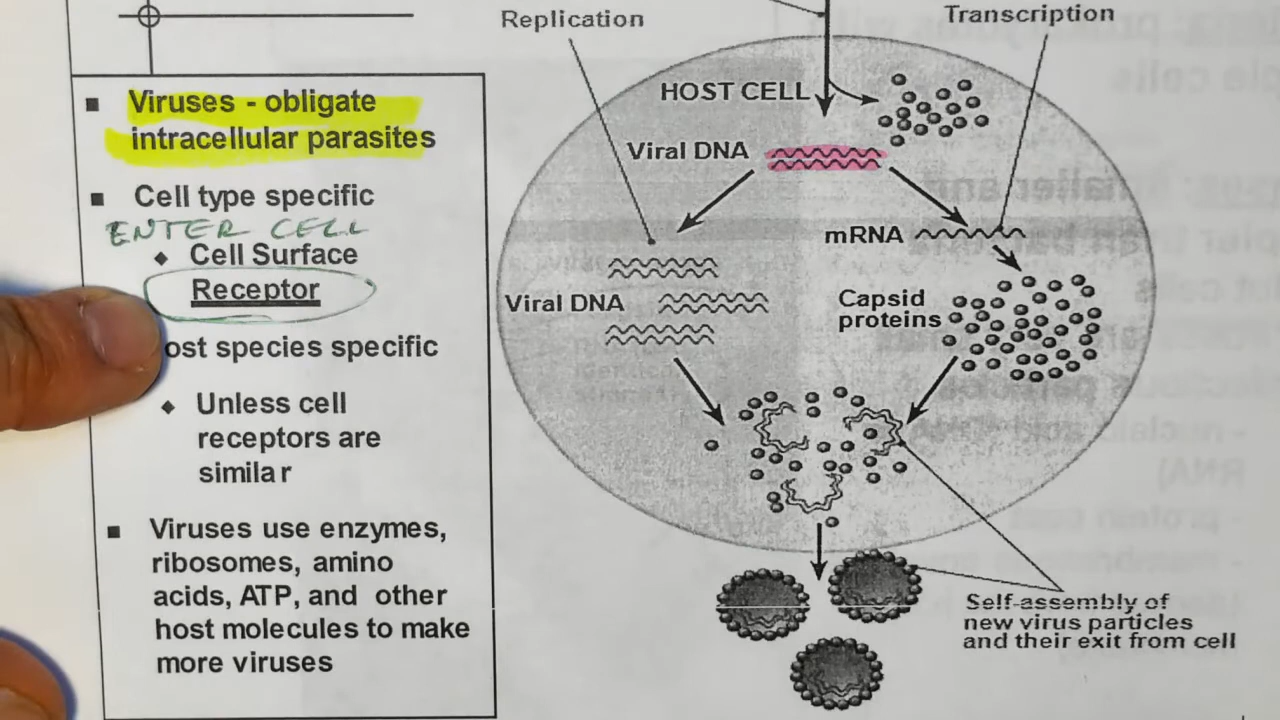 Viruses - obligate
intracellular parasites
Cell type specific
ENTER CELL
Cell Surface
Receptor
ost species specific
Unless cell
receptors are
similar
Viruses use enzymes,
ribosomes, amino
acids, ATP, and other
host molecules to make
more viruses
Replication
Transcription
HOST CELL
Viral DNA
mRNA
Viral DNA
Capsid
proteins
Self-assembly of
new virus particles
and their exit from cell